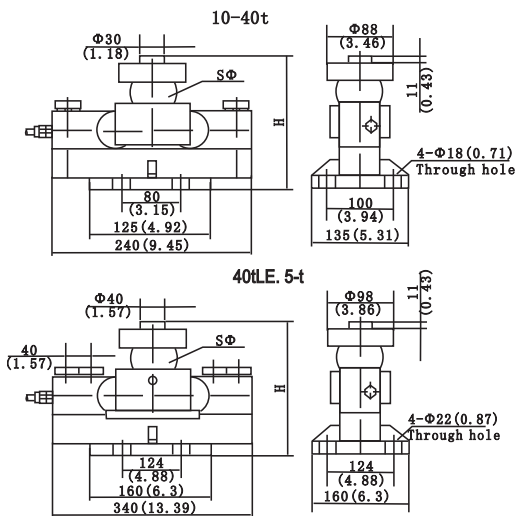 10-40t
Φ30
(1.18)
SΦ
H
80
(3.15)
125(4.92)
240(9.45)
Φ88
(3.46)
11
(0.43)
4-Φ18(0.71)
Through hole
100
(3.94)
135(5.31)
40tLE. 5-t
Φ40
(1.57)
40
(1.57)
SΦ
H
124
(4.88)
160(6.3)
340(13.39)
Φ98
(3.86)
11
(0.43)
4-Φ22(0.87)
Through hole
124
(4.88)
160(6.3)